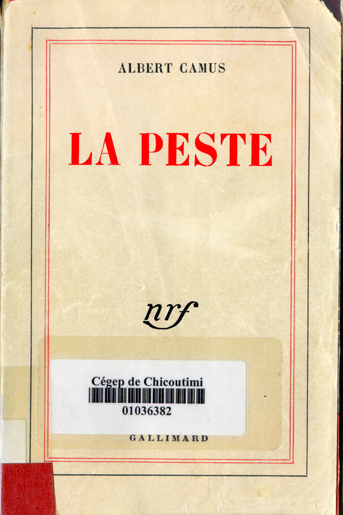 ALBERT CAMUS
LA PESTE
nrf
Cégep de Chicoutimi
01036382
GALLIMARD